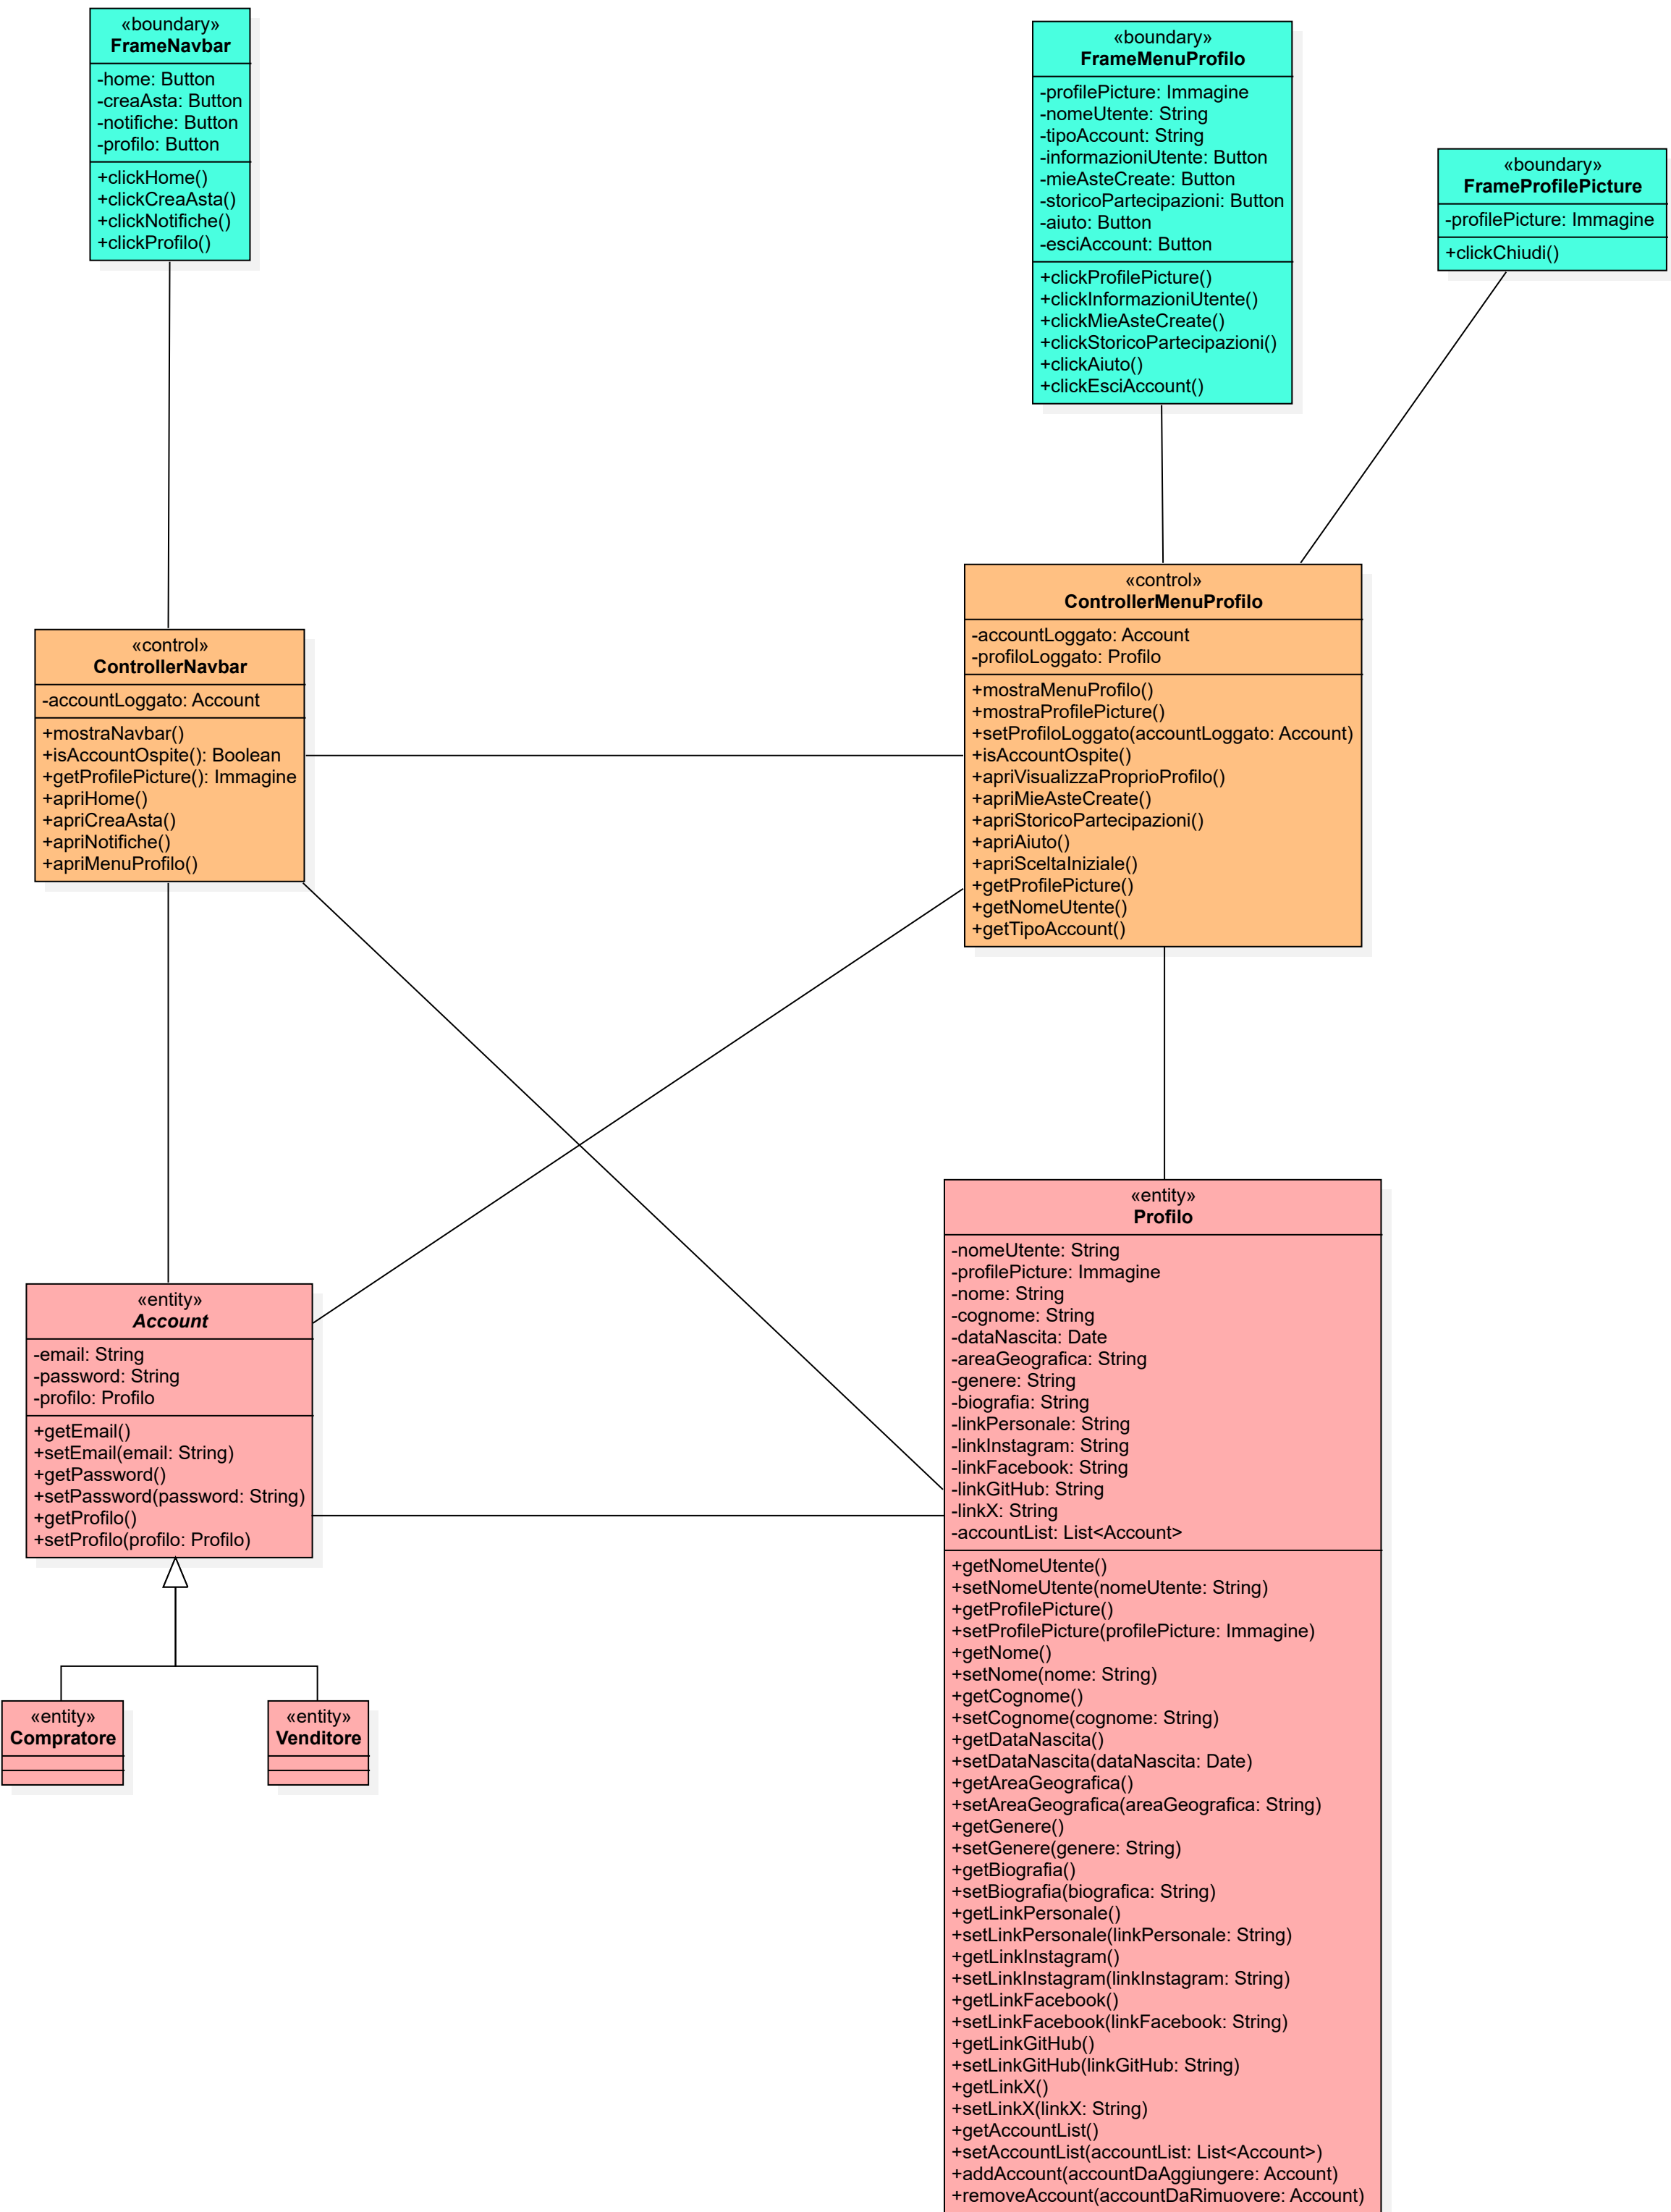 «boundary»
FrameNavbar
-home: Button
-creaAsta: Button
-notifiche: Button
-profilo: Button
+clickHome()
+clickCreaAsta()
+clickNotifiche()
+clickProfilo()
«boundary»
FrameMenuProfilo
-profilePicture: Immagine
-nomeUtente: String
-tipoAccount: String
-informazioniUtente: Button
-mieAsteCreate: Button
-storicoPartecipazioni: Button
-aiuto: Button
-esciAccount: Button
+clickProfilePicture()
+clickInformazioniUtente()
+clickMieAsteCreate()
+clickStoricoPartecipazioni()
+clickAiuto()
+clickEsciAccount()
«boundary»
FrameProfilePicture
-profilePicture: Immagine
+clickChiudi()
«control»
ControllerNavbar
-accountLoggato: Account
+mostraNavbar()
+isAccountOspite(): Boolean
+getProfilePicture(): Immagine
+apriHome()
+apriCreaAsta()
+apriNotifiche()
+apriMenuProfilo()
«control»
ControllerMenuProfilo
-accountLoggato: Account
-profiloLoggato: Profilo
+mostraMenuProfilo()
+mostraProfilePicture()
+setProfiloLoggato(accountLoggato: Account)
+isAccountOspite()
+apriVisualizzaProprioProfilo()
+apriMieAsteCreate()
+apriStoricoPartecipazioni()
+apriAiuto()
+apriSceltaIniziale()
+getProfilePicture()
+getNomeUtente()
+getTipoAccount()
«entity»
Account
-email: String
-password: String
-profilo: Profilo
+getEmail()
+setEmail(email: String)
+getPassword()
+setPassword(password: String)
+getProfilo()
+setProfilo(profilo: Profilo)
«entity»
Compratore
«entity»
Venditore
«entity»
Profilo
-nomeUtente: String
-profilePicture: Immagine
-nome: String
-cognome: String
-dataNascita: Date
-areaGeografica: String
-genere: String
-biografia: String
-linkPersonale: String
-linkInstagram: String
-linkFacebook: String
-linkGitHub: String
-linkX: String
-accountList: List<Account>
+getNomeUtente()
+setNomeUtente(nomeUtente: String)
+getProfilePicture()
+setProfilePicture(profilePicture: Immagine)
+getNome()
+setNome(nome: String)
+getCognome()
+setCognome(cognome: String)
+getDataNascita()
+setDataNascita(dataNascita: Date)
+getAreaGeografica()
+setAreaGeografica(areaGeografica: String)
+getGenere()
+setGenere(genere: String)
+getBiografia()
+setBiografia(biografica: String)
+getLinkPersonale()
+setLinkPersonale(linkPersonale: String)
+getLinkInstagram()
+setLinkInstagram(linkInstagram: String)
+getLinkFacebook()
+setLinkFacebook(linkFacebook: String)
+getLinkGitHub()
+setLinkGitHub(linkGitHub: String)
+getLinkX()
+setLinkX(linkX: String)
+getAccountList()
+setAccountList(accountList: List<Account>)
+addAccount(accountDaAggiungere: Account)
+removeAccount(accountDaRimuovere: Account)